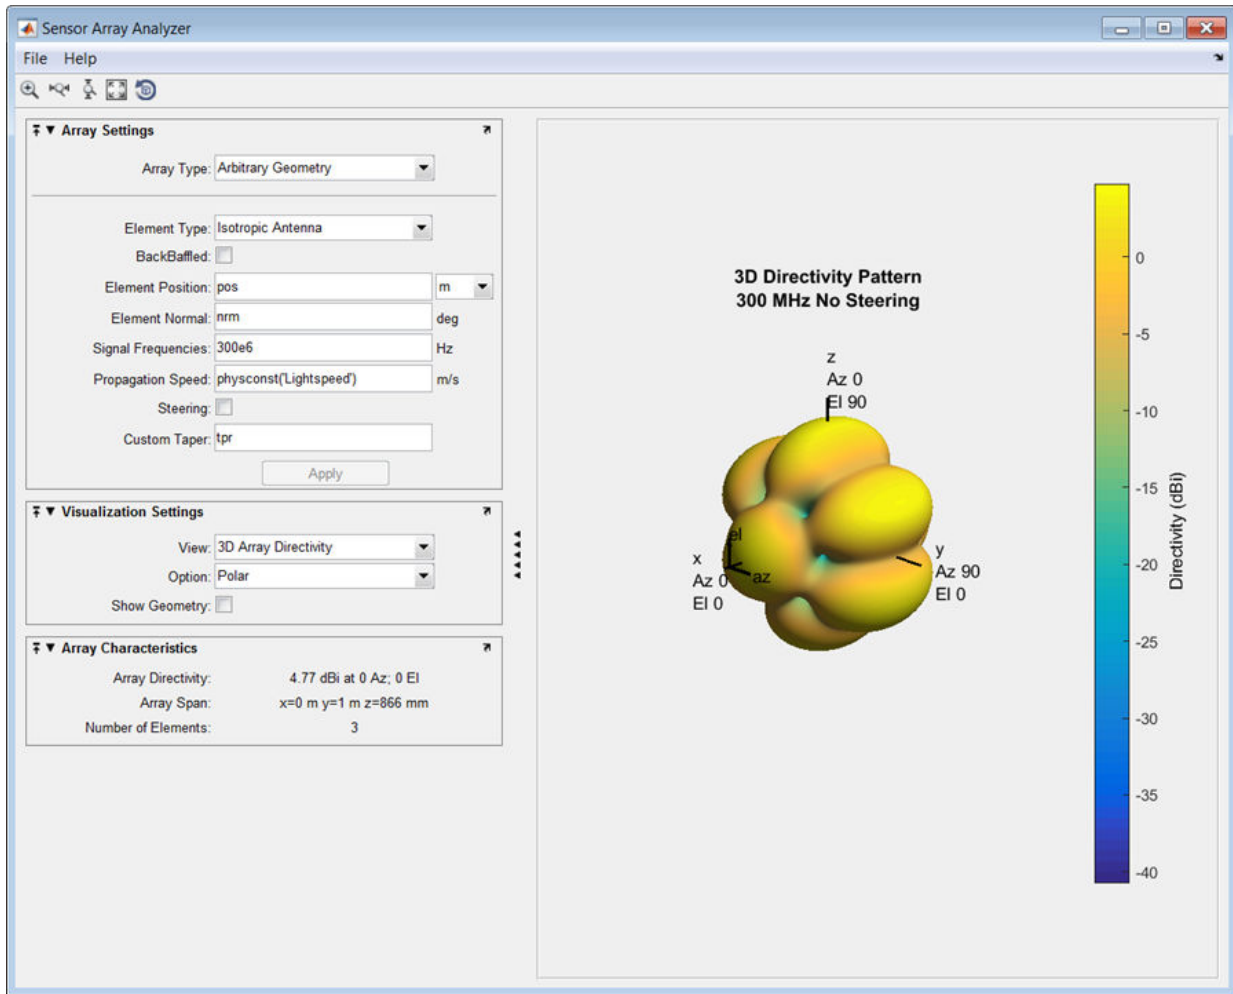 Sensor Array Analyzer
File Help
Array Settings
Array Type: Arbitrary Geometry
Element Type: Isotropic Antenna
BackBaffled:
Element Position: pos m
Element Normal: nrm deg
Signal Frequencies: 300e6 Hz
Propagation Speed: physconst('Lightspeed') m/s
Steering:
Custom Taper: tpr
Apply
Visualization Settings
View: 3D Array Directivity
Option: Polar
Show Geometry:
Array Characteristics
Array Directivity: 4.77 dBi at 0 Az; 0 El
Array Span: x=0 m y=1 m z=866 mm
Number of Elements: 3
3D Directivity Pattern
300 MHz No Steering
z
Az 0
El 90
el
az
x
Az 0
El 0
y
Az 90
El 0
0
-5
-10
-15
-20
-25
-30
-35
-40
Directivity (dBi)